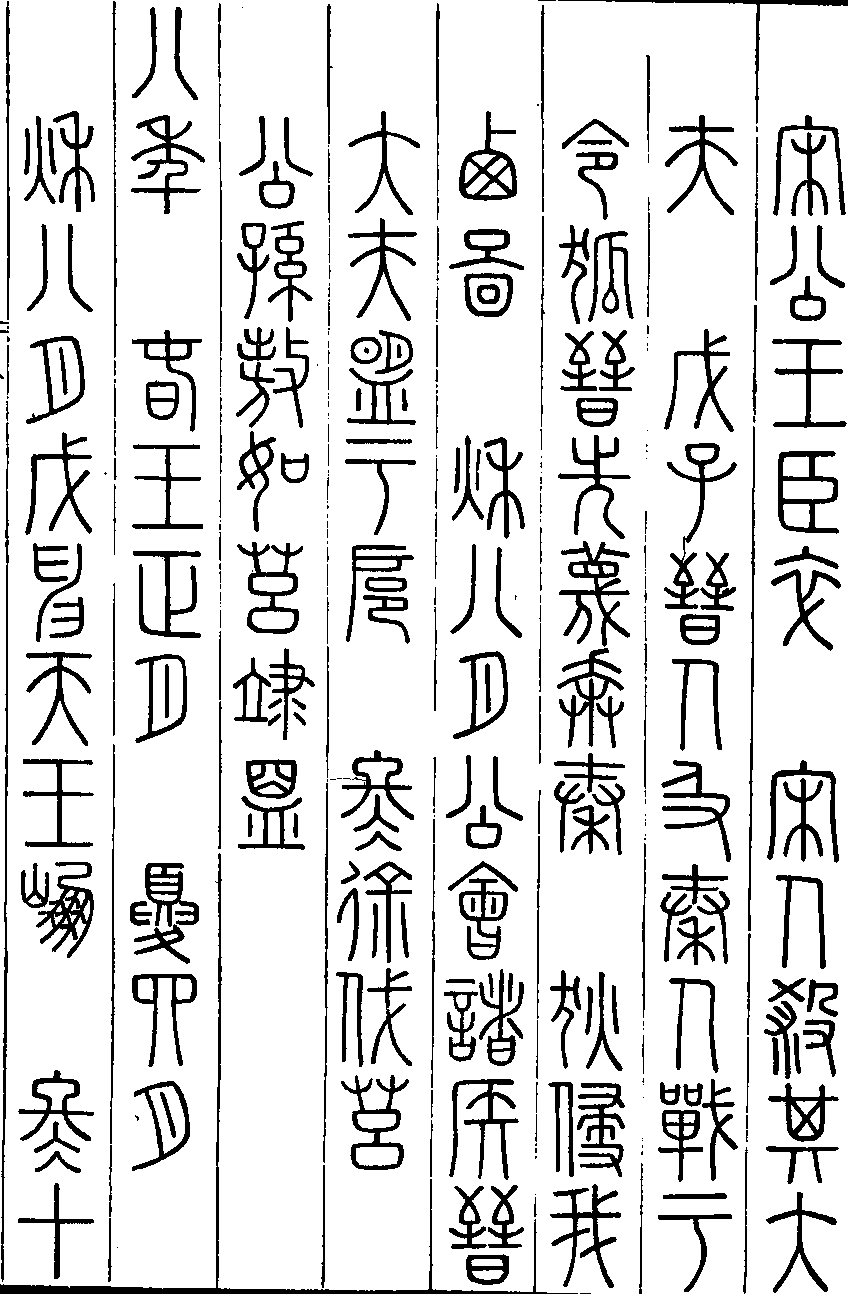 宋公王臣卒　宋人殺其大
夫　戊子晉人及秦人戰于
令狐晉先蔑奔秦　狄侵我
西啚　秋八月公會諸侯晉
大夫盟于扈　冬徐伐莒
公孫敖如莒䇐盟
八年　春王正月　夏四月
秋八月戊申天王崩　冬十